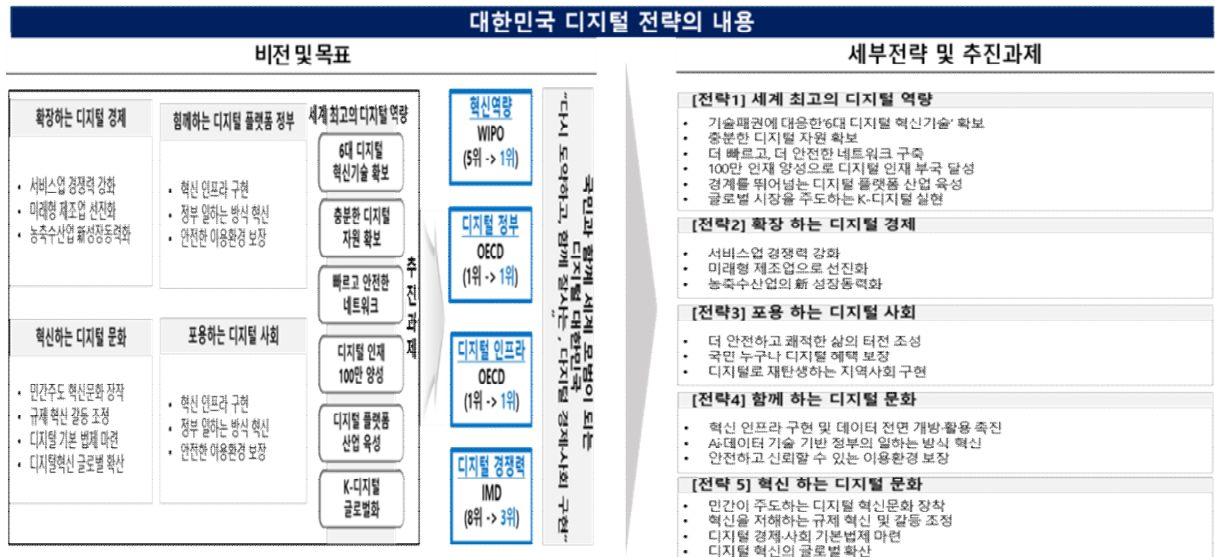 대한민국 디지털 전략의 내용
비전 및 목표
확장하는 디지털 경제
• 서비스업 경쟁력 강화
• 미래형 제조업 선진화
• 농축수산업 新성장동력화
함께하는 디지털 플랫폼 정부
• 혁신 인프라 구현
• 정부 일하는 방식 혁신
• 안전한 이용환경 보장
혁신하는 디지털 문화
• 민간주도 혁신문화 장작
• 규제 혁신 갈등 조정
• 디지털 기본 법제 마련
• 디지털혁신 글로벌 확산
포용하는 디지털 사회
• 혁신 인프라 구현
• 정부 일하는 방식 혁신
• 안전한 이용환경 보장
세계 최고의 디지털 역량
6대 디지털
혁신기술 확보
충분한 디지털
자원 확보
빠르고 안전한
네트워크
디지털 인재
100만 양성
디지털 플랫폼
산업 육성
K-디지털
글로벌화
추진과제
혁신역량
WIPO
(5위 -> 1위)
디지털 정부
OECD
(1위 -> 1위)
디지털 인프라
OECD
(1위 -> 1위)
디지털 경쟁력
IMD
(8위 -> 3위)
국민과 함께 세계 모범이 되는
디지털 대한민국
"다시 도약하고, 함께 잘사는, 디지털 경제·사회 구현"
세부전략 및 추진과제
[전략1] 세계 최고의 디지털 역량
• 기술패권에 대응한'6대 디지털 혁신기술' 확보
• 충분한 디지털 자원 확보
• 더 빠르고, 더 안전한 네트워크 구축
• 100만 인재 양성으로 디지털 인재 부국 달성
• 경계를 뛰어넘는 디지털 플랫폼 산업 육성
• 글로벌 시장을 주도하는 K-디지털 실현
[전략2] 확장 하는 디지털 경제
• 서비스업 경쟁력 강화
• 미래형 제조업으로 선진화
• 농축수산업의 新 성장동력화
[전략3] 포용 하는 디지털 사회
• 더 안전하고 쾌적한 삶의 터전 조성
• 국민 누구나 디지털 혜택 보장
• 디지털로 재탄생하는 지역사회 구현
[전략4] 함께 하는 디지털 문화
• 혁신 인프라 구현 및 데이터 전면 개방·활용 촉진
• Ai·데이터 기술 기반 정부의 일하는 방식 혁신
• 안전하고 신뢰할 수 있는 이용환경 보장
[전략 5] 혁신 하는 디지털 문화
• 민간이 주도하는 디지털 혁신문화 장착
• 혁신을 저해하는 규제 혁신 및 갈등 조정
• 디지털 경제·사회 기본법제 마련
• 디지털 혁신의 글로벌 확산